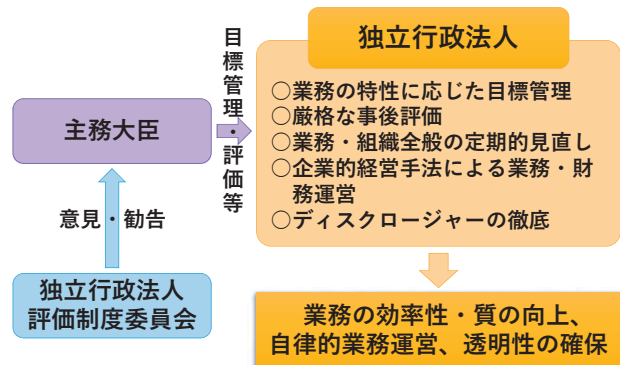 主務大臣
意見・勧告
独立行政法人
評価制度委員会
目標管理・評価等
独立行政法人
○業務の特性に応じた目標管理
○厳格な事後評価
○業務・組織全般の定期的見直し
○企業的経営手法による業務・財
務運営
○ディスクロージャーの徹底
業務の効率性・質の向上、
自律的業務運営、透明性の確保